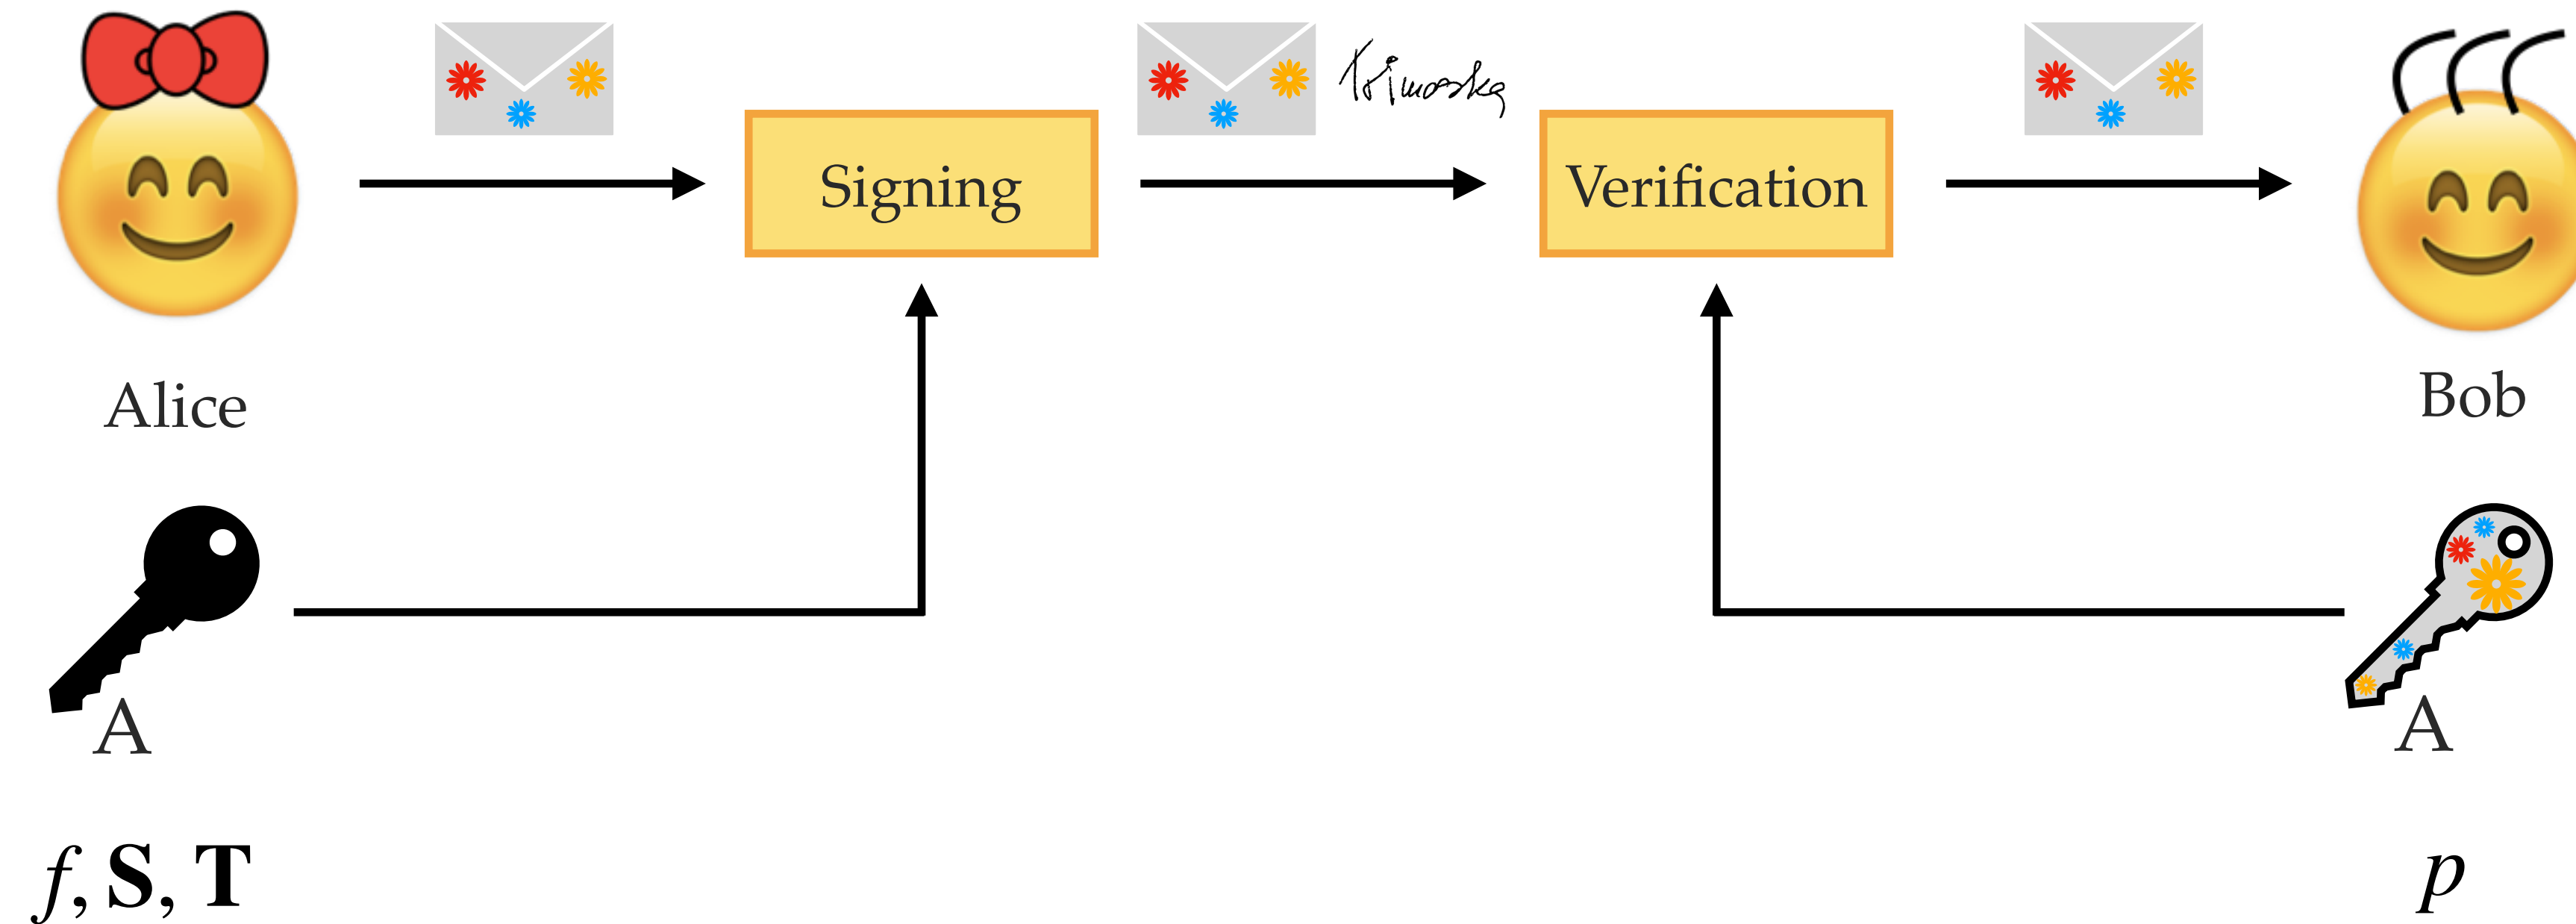 Signing
Verification
Alice
Bob
A
A
f, S, T
p